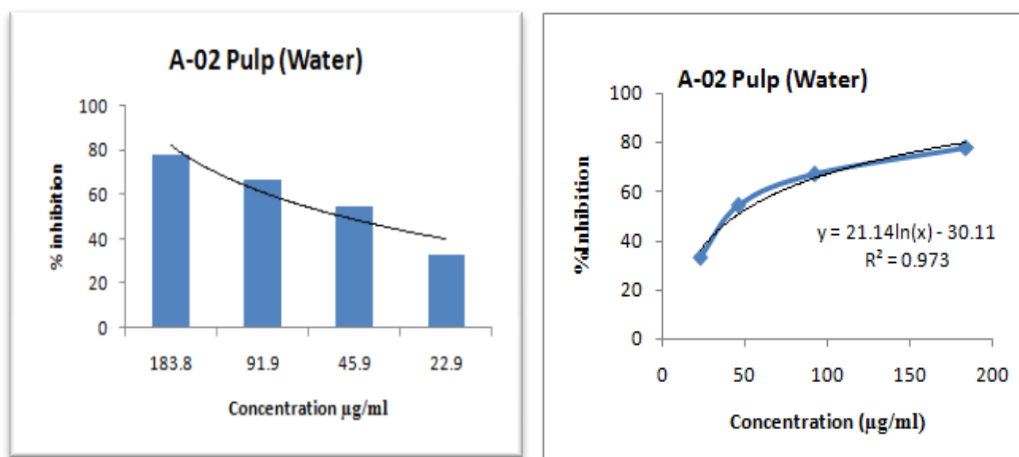 A-02 Pulp (Water)
100
80
60
40
20
0
% inhibition
183.8 91.9 45.9 22.9
Concentration µg/ml
A-02 Pulp (Water)
100
80
60
40
20
0
%Inhibition
y = 21.14ln(x) - 30.11
R² = 0.973
0 50 100 150 200
Concentration (µg/ml)